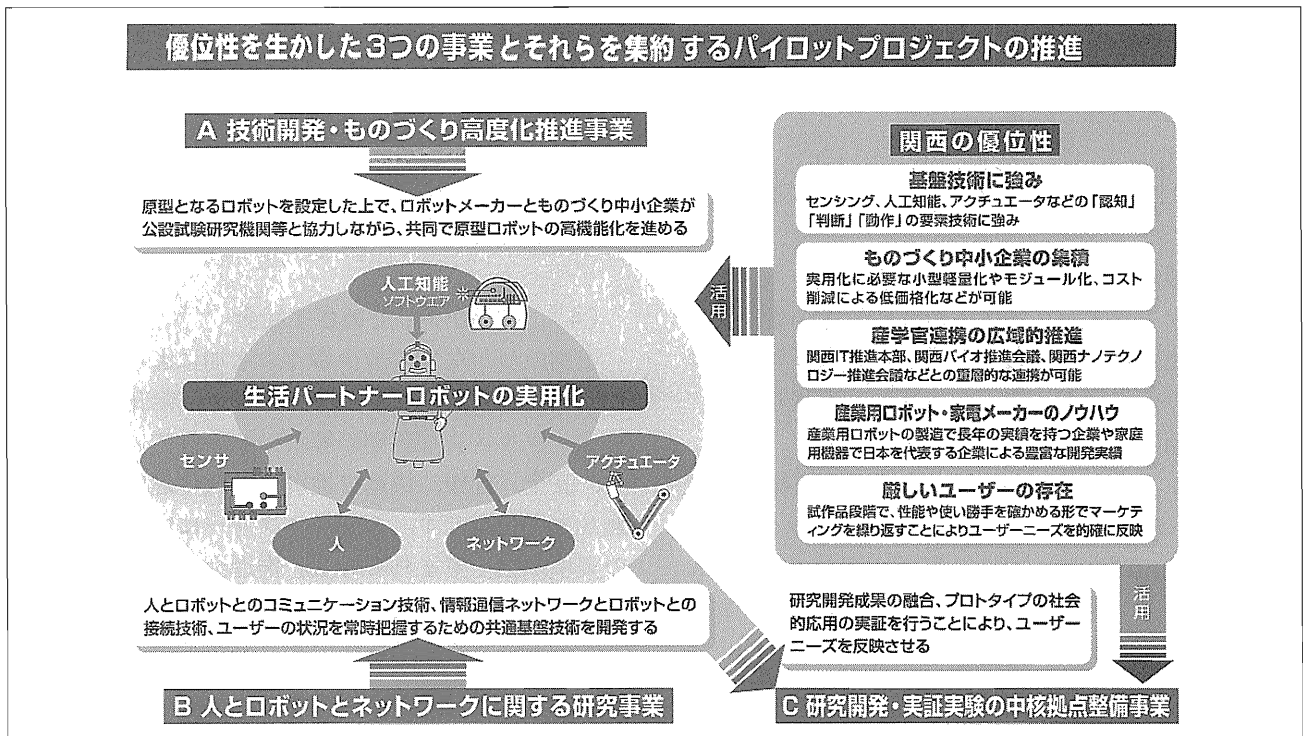 優位性を生かした3つの事業とそれらを集約するパイロットプロジェクトの推進
A 技術開発・ものづくり高度化推進事業
原型となるロボットを設定した上で、ロボットメーカーとものづくり中小企業が
公設試験研究機関等と協力しながら、共同で原型ロボットの高機能化を進める
人工知能
ソフトウエア
生活パートナーロボットの実用化
センサ
アクチュエータ
人
ネットワーク
人とロボットとのコミュニケーション技術、情報通信ネットワークとロボットとの
接続技術、ユーザーの状況を常時把握するための共通基盤技術を開発する
B 人とロボットとネットワークに関する研究事業
関西の優位性
基盤技術に強み
センシング、人工知能、アクチュエータなどの「認知」
「判断」「動作」の要素技術に強み
ものづくり中小企業の集積
実用化に必要な小型軽量化やモジュール化、コスト
削減による低価格化などが可能
産学官連携の広域的推進
関西IT推進本部、関西バイオ推進会議、関西ナノテクノ
ロジー推進会議などとの重層的な連携が可能
産業用ロボット・家電メーカーのノウハウ
産業用ロボットの製造で長年の実績を持つ企業や家庭
用機器で日本を代表する企業による豊富な開発実績
厳しいユーザーの存在
試作品段階で、性能や使い勝手を確かめる形でマーケテ
ィングを繰り返すことによりユーザーニーズを的確に反映
活用
活用
研究開発成果の融合、プロトタイプの社会
的応用の実証を行うことにより、ユーザー
ニーズを反映させる
C 研究開発・実証実験の中核拠点整備事業